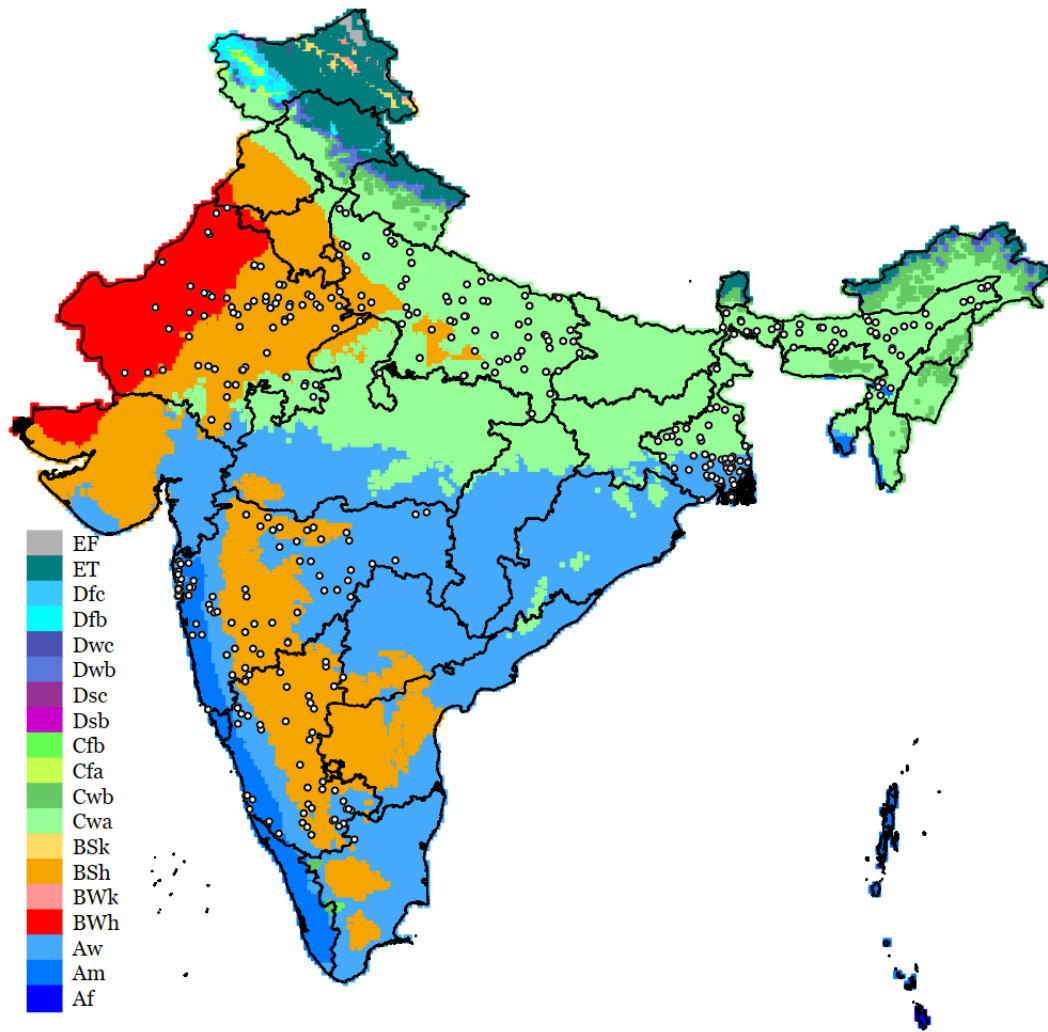 EF
ET
Dfc
Dfb
Dwc
Dwb
Dsc
Dsb
Cfb
Cfa
Cwb
Cwa
BSk
BSh
BWk
BWh
Aw
Am
Af